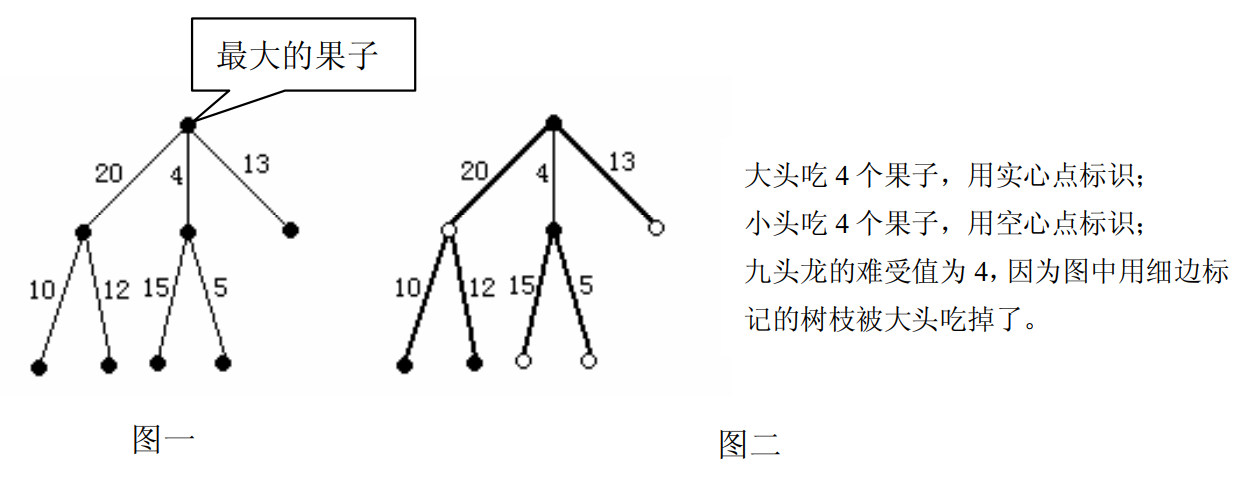 最大的果子
20
4
13
10
12
15
5
图一
20
4
13
10
12
15
5
图二
大头吃 4 个果子，用实心点标识；
小头吃 4 个果子，用空心点标识；
九头龙的难受值为 4，因为图中用细边标
记的树枝被大头吃掉了。